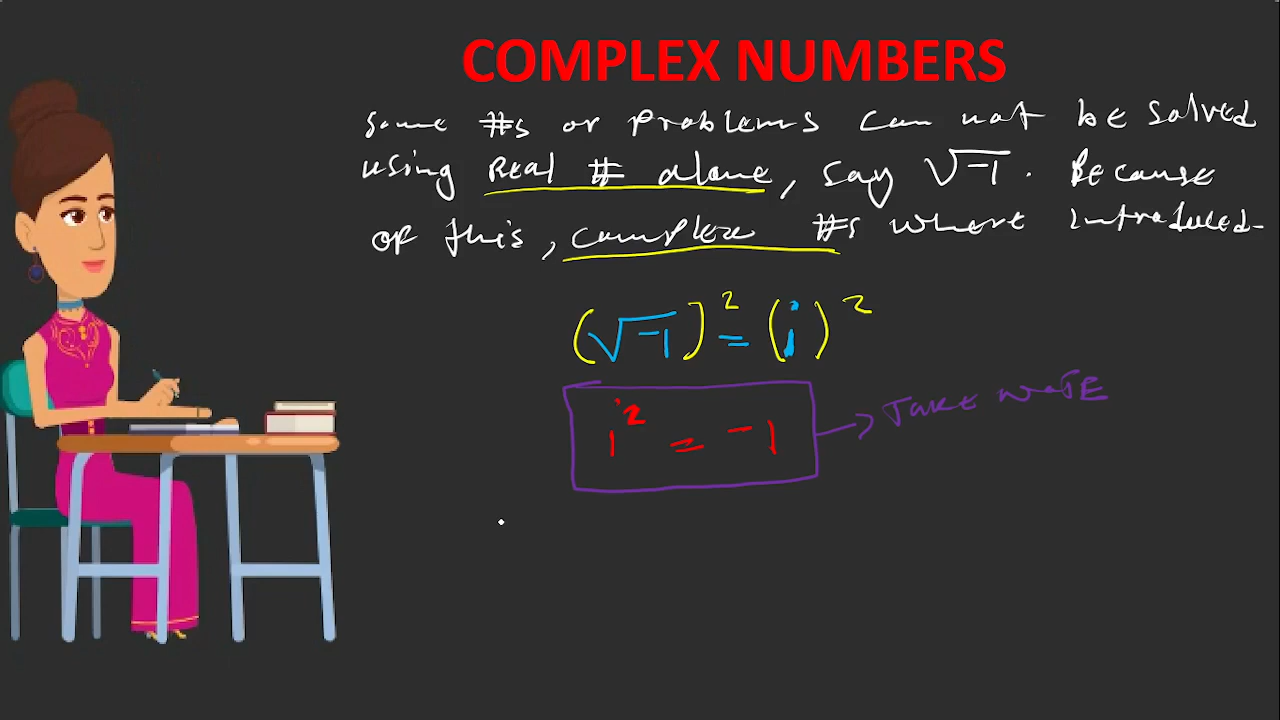 COMPLEX NUMBERS
some #s or problems can not be solved
using Real # alone, say √-1. Because
of this, complex #s where introduced.
(√-1)² = (i)²
i² = -1 → Take NOTE